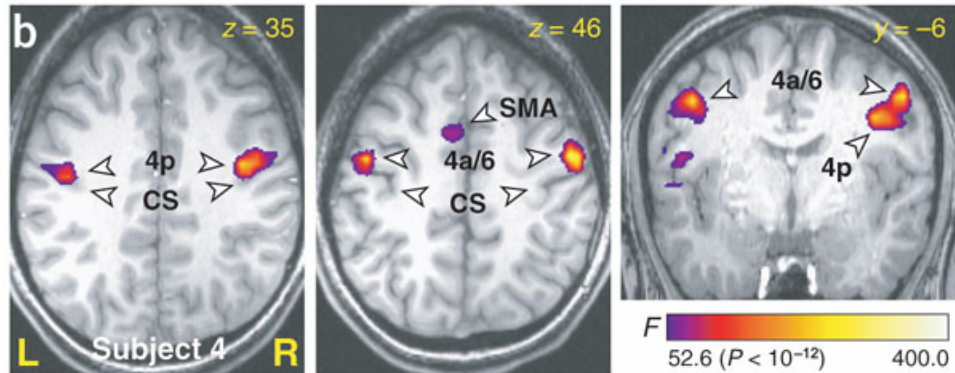 b
z = 35
4p
CS
L
Subject 4
R
z = 46
SMA
4a/6
CS
y = –6
4a/6
4p
F
52.6 (P < 10⁻¹²)
400.0